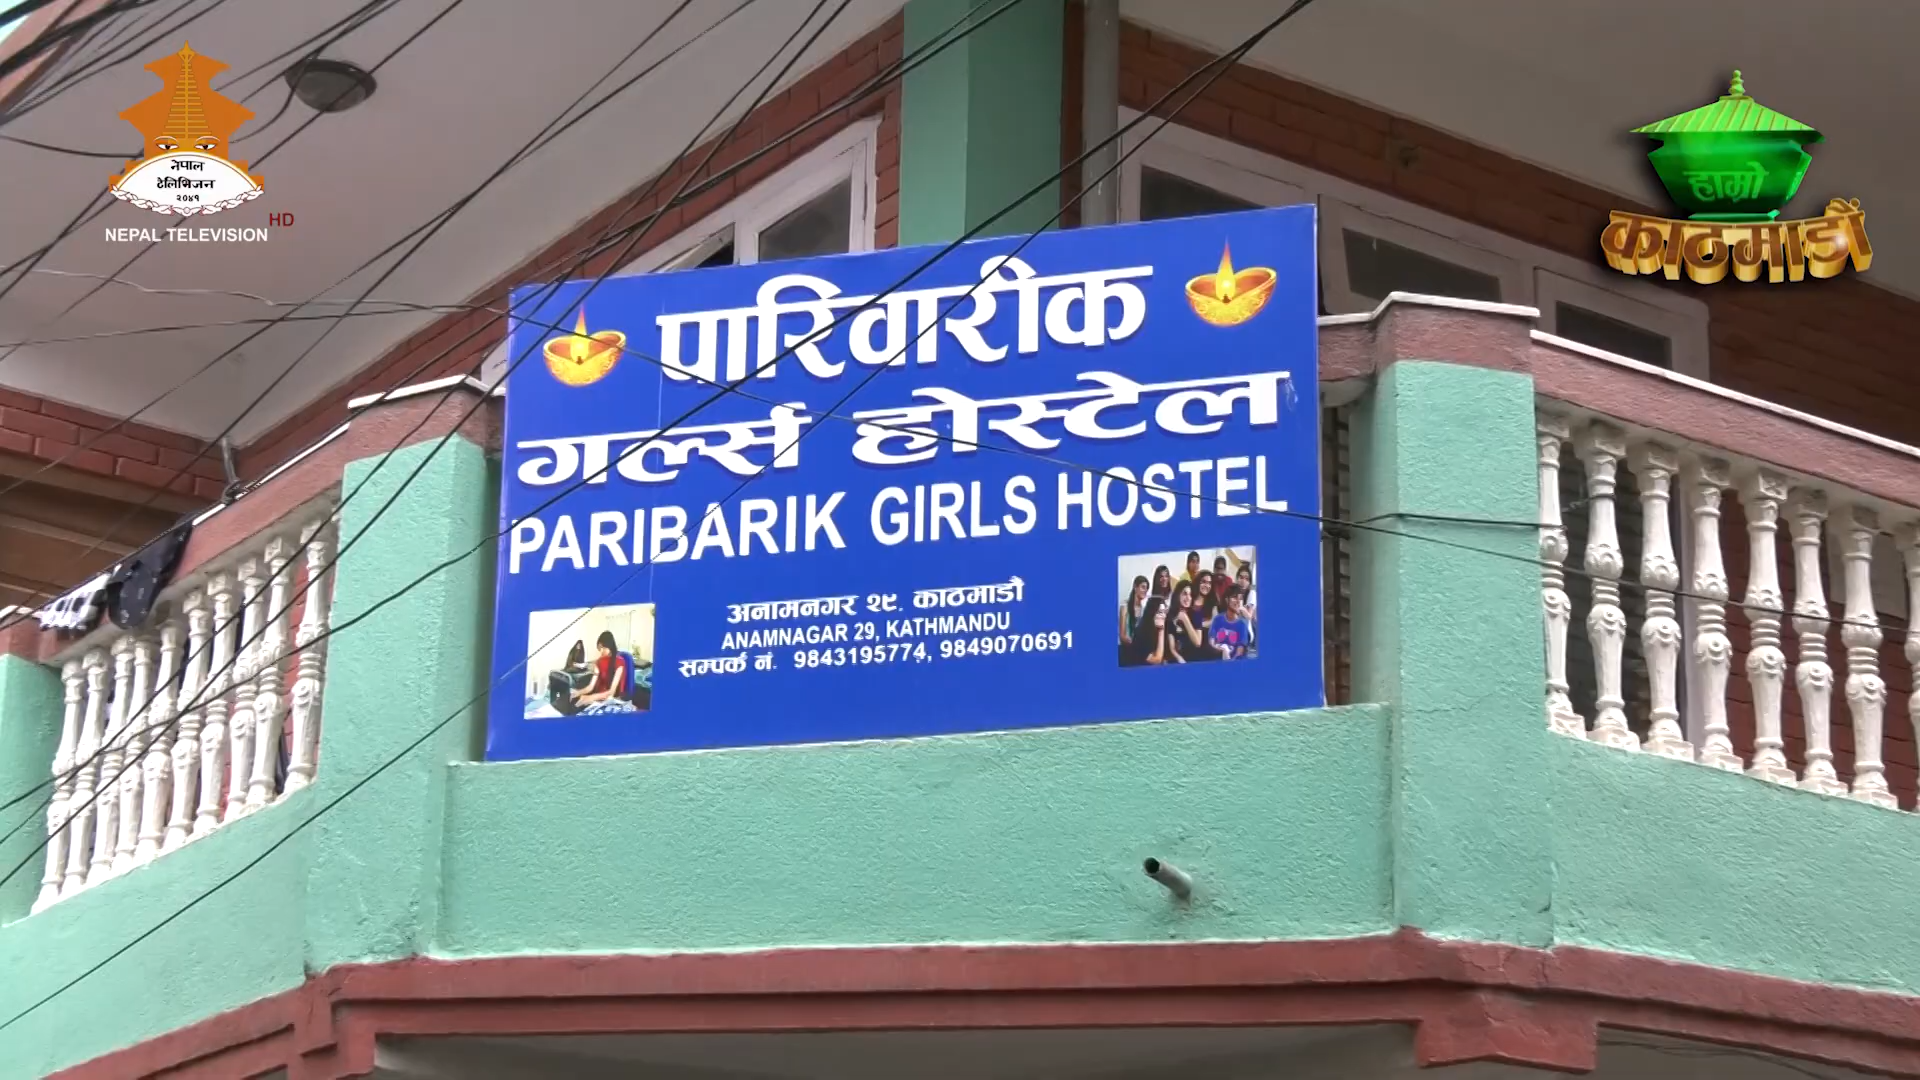 नेपाल
टेलिभिजन
२०४१
HD
NEPAL TELEVISION
हाम्रो
काठमाडौं
पारिवारीक
गर्ल्स होस्टेल
PARIBARIK GIRLS HOSTEL
अनामनगर २९. काठमाडौ
ANAMNAGAR 29, KATHMANDU
सम्पर्क नं. 9843195774, 9849070691